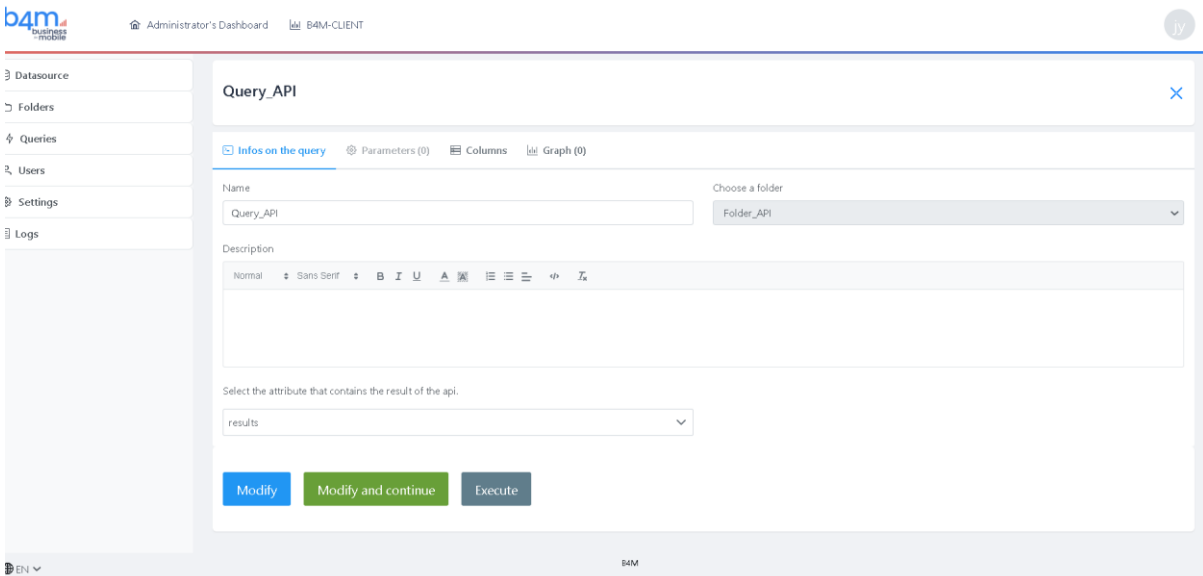 b4m
business
-mobile
Administrator's Dashboard
B4M-CLIENT
jy
Datasource
Folders
Queries
Users
Settings
Logs
Query_API
Infos on the query
Parameters (0)
Columns
Graph (0)
Name
Choose a folder
Query_API
Folder_API
Description
Normal
Sans Serif
B I U A A
Select the attribute that contains the result of the api.
results
Modify
Modify and continue
Execute
EN
B4M